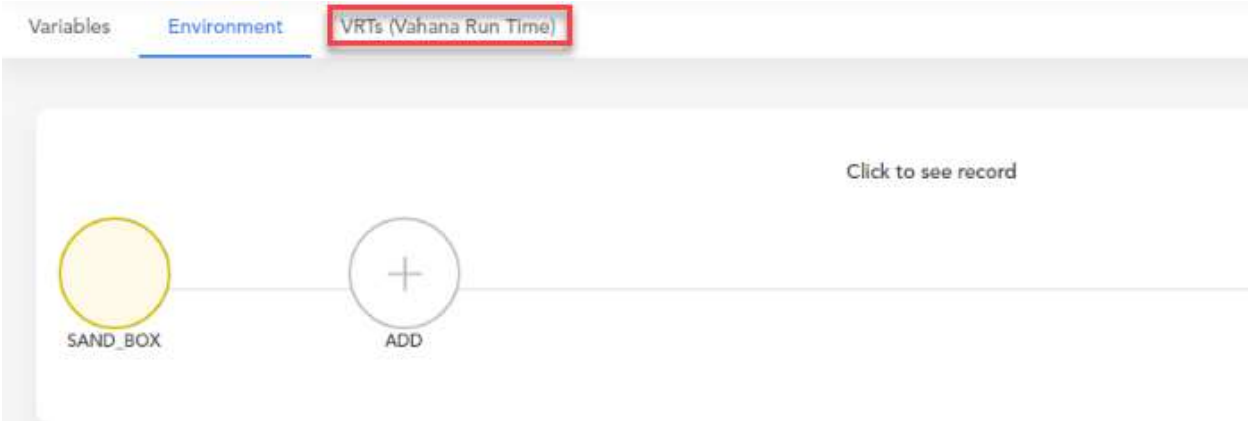 Variables Environment VRTs (Vahana Run Time)
Click to see record
SAND_BOX ADD